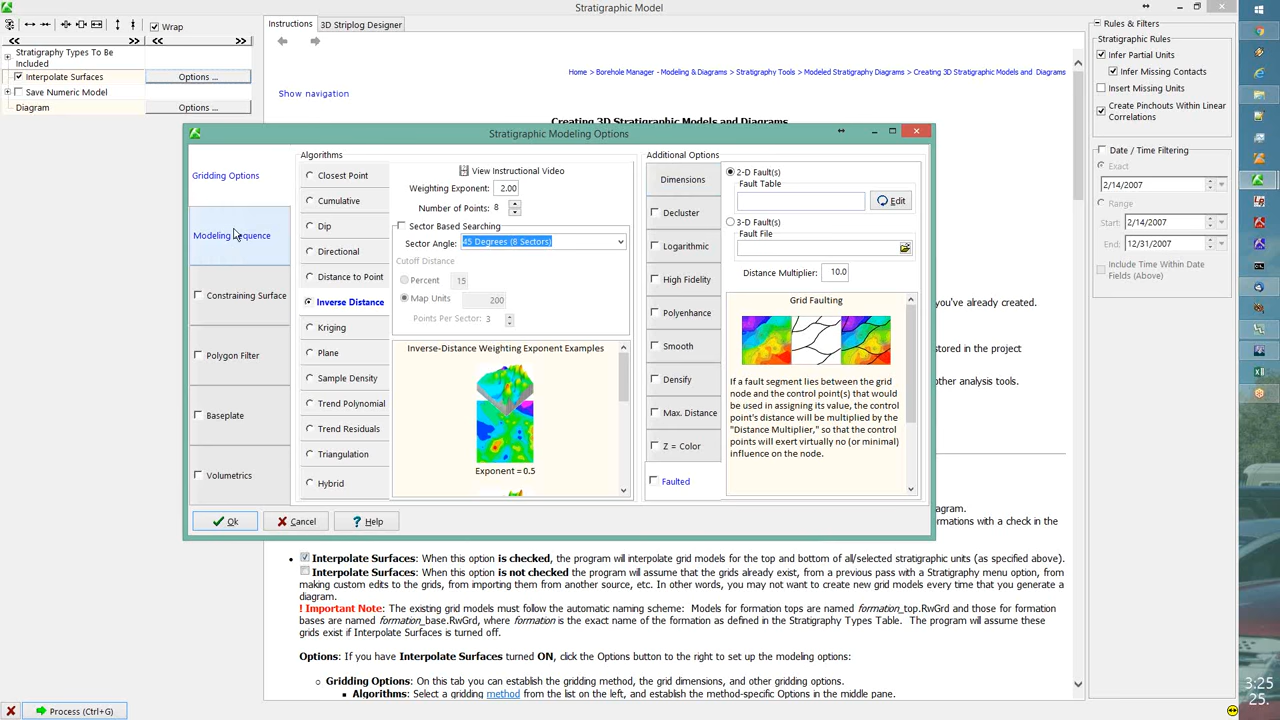 Stratigraphic Model
Wrap
<< >> << >>
Stratigraphy Types To Be
Included
Interpolate Surfaces Options ...
Save Numeric Model
Diagram Options ...
Instructions 3D Striplog Designer
Home > Borehole Manager - Modeling & Diagrams > Stratigraphy Tools > Modeled Stratigraphy Diagrams > Creating 3D Stratigraphic Models and Diagrams
Show navigation
Creating 3D Stratigraphic Models and Diagrams
Rules & Filters
Stratigraphic Rules
Infer Partial Units
Infer Missing Contacts
Insert Missing Units
Create Pinchouts Within Linear
Correlations
Date / Time Filtering
Exact
2/14/2007
Range
Start: 2/14/2007
End: 12/31/2007
Include Time Within Date
Fields (Above)
Stratigraphic Modeling Options
Gridding Options
Modeling Sequence
Constraining Surface
Polygon Filter
Baseplate
Volumetrics
Algorithms
Closest Point
Cumulative
Dip
Directional
Distance to Point
Inverse Distance
Kriging
Plane
Sample Density
Trend Polynomial
Trend Residuals
Triangulation
Hybrid
View Instructional Video
Weighting Exponent: 2.00
Number of Points: 8
Sector Based Searching
Sector Angle: 45 Degrees (8 Sectors)
Cutoff Distance
Percent 15
Map Units 200
Points Per Sector: 3
Inverse-Distance Weighting Exponent Examples
Exponent = 0.5
Additional Options
Dimensions
Decluster
Logarithmic
High Fidelity
Polyenhance
Smooth
Densify
Max. Distance
Z = Color
Faulted
2-D Fault(s)
Fault Table
Edit
3-D Fault(s)
Fault File
Distance Multiplier: 10.0
Grid Faulting
If a fault segment lies between the grid
node and the control point(s) that would
be used in assigning its value, the control
point's distance will be multiplied by the
"Distance Multiplier," so that the control
points will exert virtually no (or minimal)
influence on the node.
Ok Cancel ? Help
you've already created.
stored in the project
other analysis tools.
agram.
ormations with a check in the
• Interpolate Surfaces: When this option is checked, the program will interpolate grid models for the top and bottom of all/selected stratigraphic units (as specified above).
Interpolate Surfaces: When this option is not checked the program will assume that the grids already exist, from a previous pass with a Stratigraphy menu option, from
making custom edits to the grids, from importing them from another source, etc. In other words, you may not want to create new grid models every time that you generate a
diagram.
! Important Note: The existing grid models must follow the automatic naming scheme: Models for formation tops are named formation_top.RwGrd and those for formation
bases are named formation_base.RwGrd, where formation is the exact name of the formation as defined in the Stratigraphy Types Table. The program will assume these
grids exist if Interpolate Surfaces is turned off.
Options: If you have Interpolate Surfaces turned ON, click the Options button to the right to set up the modeling options:
Gridding Options: On this tab you can establish the gridding method, the grid dimensions, and other gridding options.
Algorithms: Select a gridding method from the list on the left, and establish the method-specific Options in the middle pane.
Process (Ctrl+G)
3:25
25.